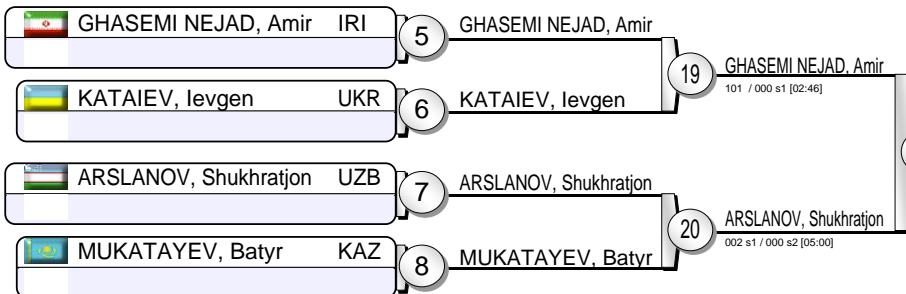 GHASEMI NEJAD, Amir IRI
5
GHASEMI NEJAD, Amir
KATAIEV, Ievgen UKR
6
KATAIEV, Ievgen
19
GHASEMI NEJAD, Amir
101 / 000 s1 [02:46]
ARSLANOV, Shukhratjon UZB
7
ARSLANOV, Shukhratjon
MUKATAYEV, Batyr KAZ
8
MUKATAYEV, Batyr
20
ARSLANOV, Shukhratjon
002 s1 / 000 s2 [05:00]